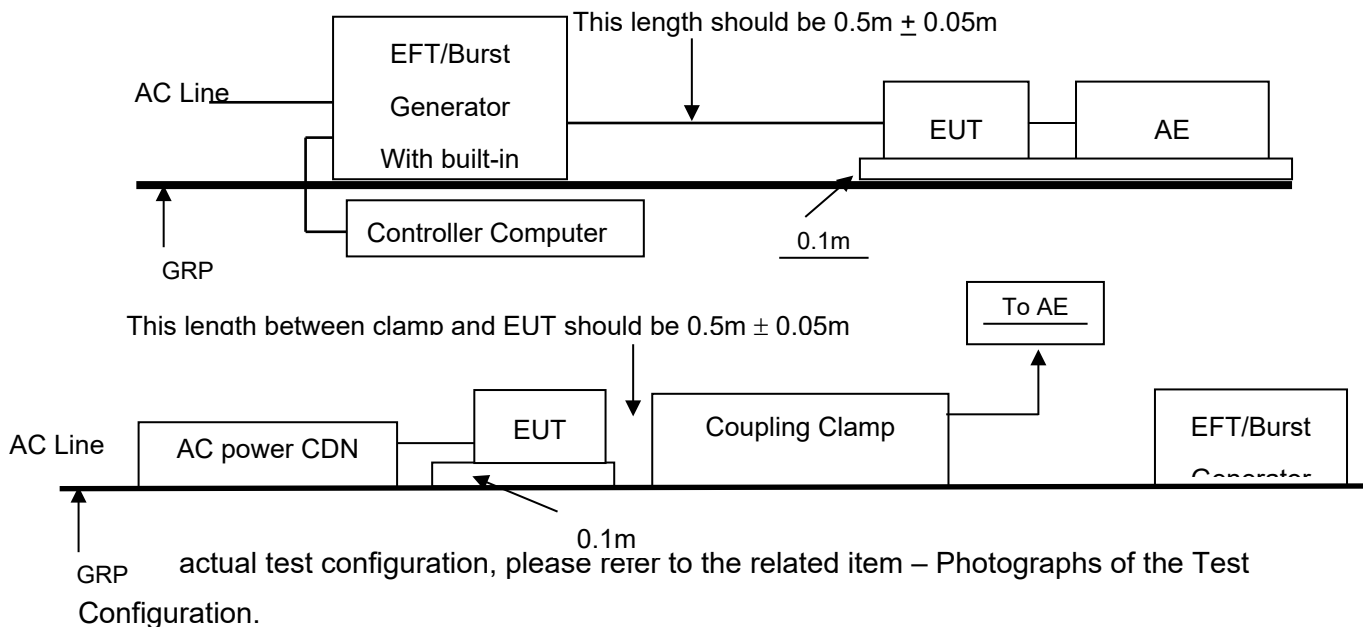 This length should be 0.5m ± 0.05m
EFT/Burst
Generator
With built-in
AC Line
EUT
AE
Controller Computer
0.1m
GRP
To AE
This length between clamp and EUT should be 0.5m ± 0.05m
EUT
Coupling Clamp
EFT/Burst
Generator
AC Line
AC power CDN
0.1m
GRP
actual test configuration, please refer to the related item – Photographs of the Test
Configuration.